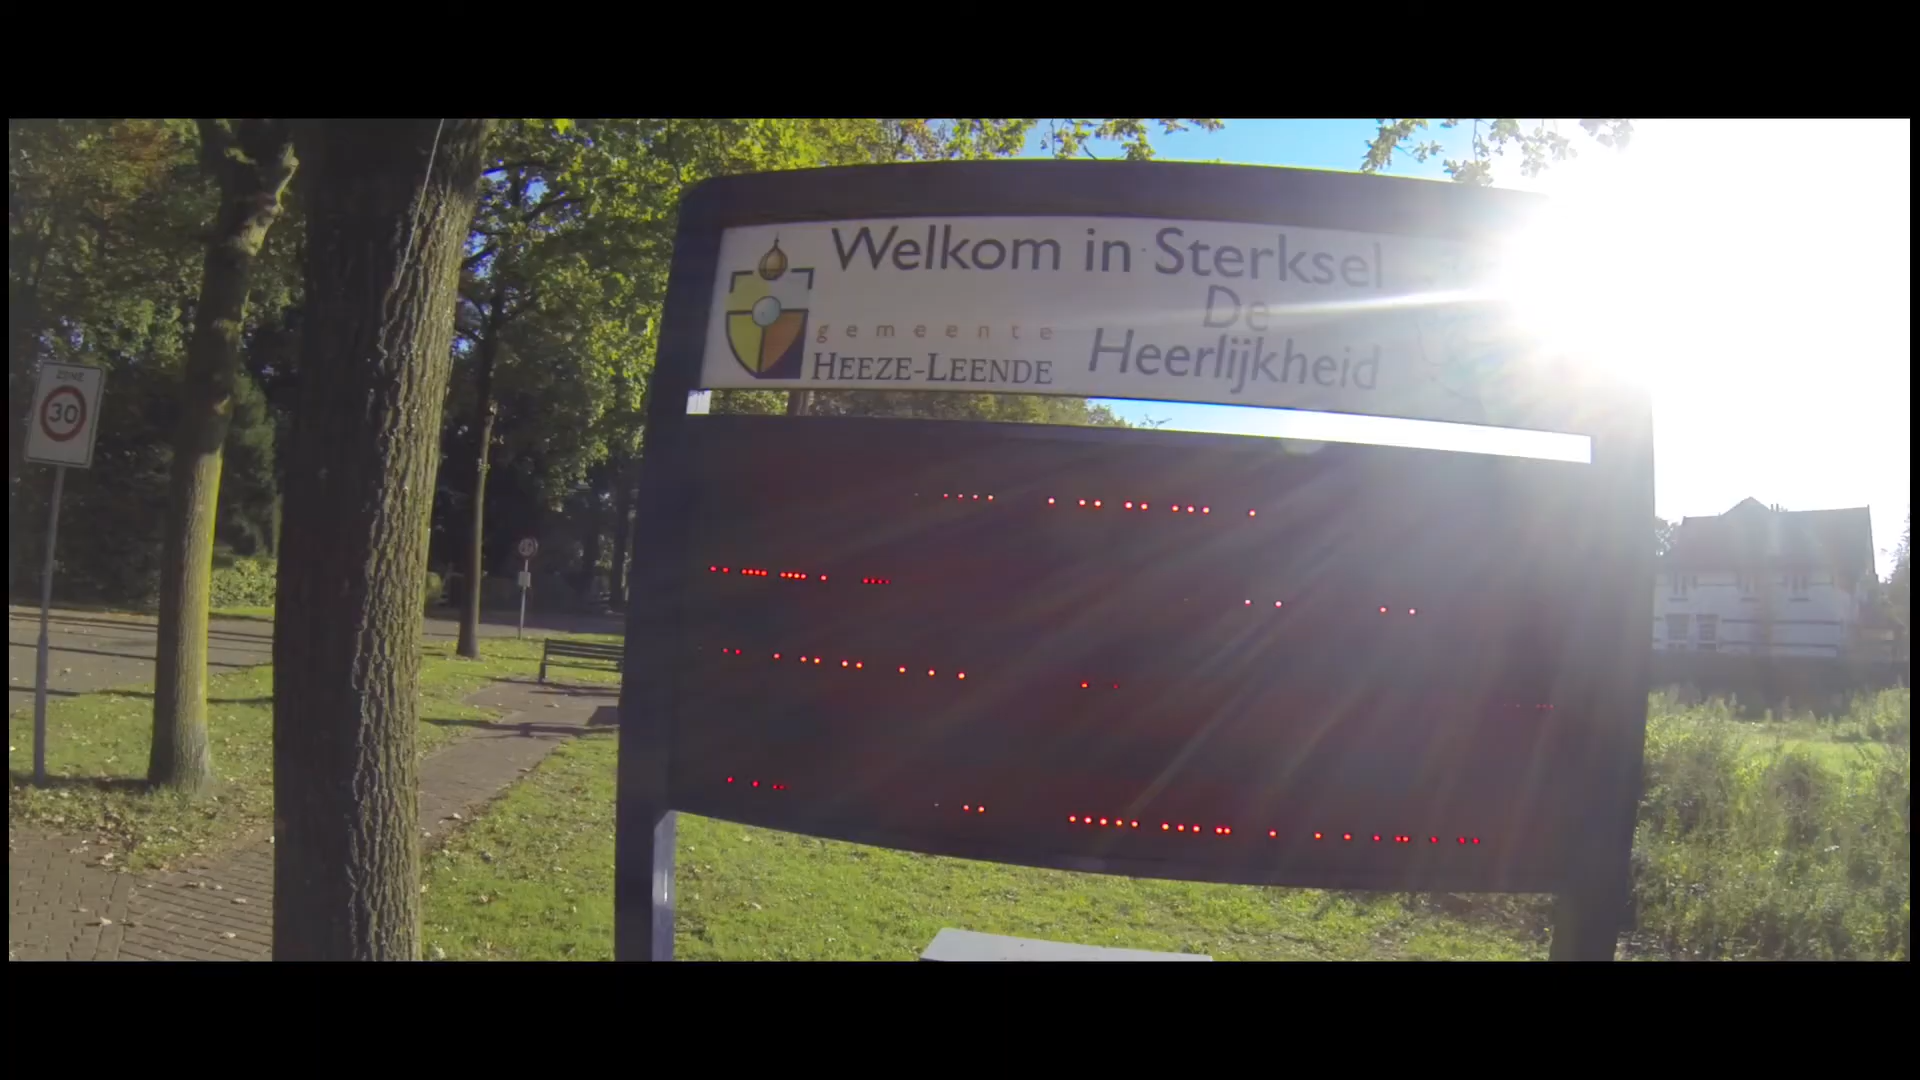 Welkom in Sterksel
De
Heerlijkheid
gemeente
HEEZE-LEENDE
ZONE
30